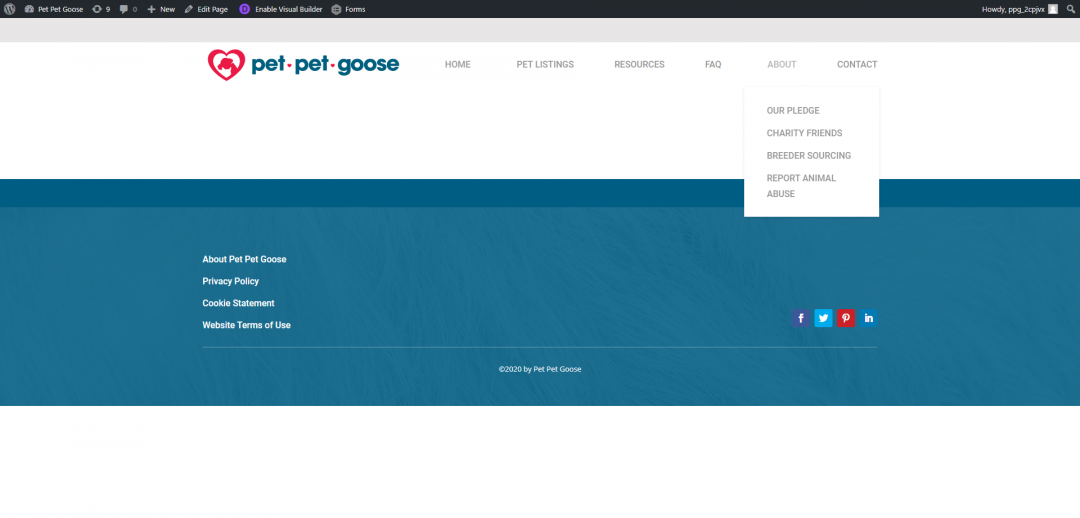 Pet Pet Goose 9 0 New Edit Page Enable Visual Builder Forms Howdy, ppg_2cpjvx
pet pet goose
HOME PET LISTINGS RESOURCES FAQ ABOUT CONTACT
OUR PLEDGE
CHARITY FRIENDS
BREEDER SOURCING
REPORT ANIMAL
ABUSE
About Pet Pet Goose
Privacy Policy
Cookie Statement
Website Terms of Use
©2020 by Pet Pet Goose